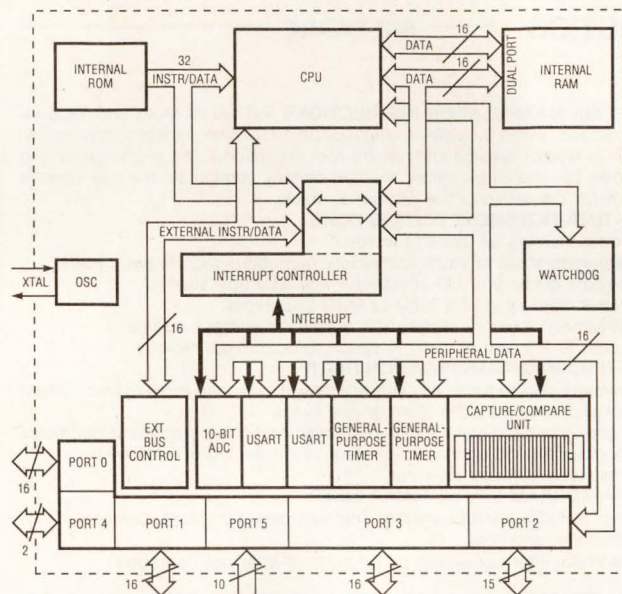 32
INTERNAL
ROM
INSTR/DATA
CPU
16
DATA
16
DATA
DUAL PORT
INTERNAL
RAM
EXTERNAL INSTR/DATA
INTERRUPT CONTROLLER
WATCHDOG
XTAL
OSC
INTERRUPT
16
PERIPHERAL DATA
16
EXT
BUS
CONTROL
10-BIT
ADC
USART
USART
GENERAL-
PURPOSE
TIMER
GENERAL-
PURPOSE
TIMER
CAPTURE/COMPARE
UNIT
PORT 0
16
PORT 4
PORT 1
PORT 5
PORT 3
PORT 2
2
16
10
16
15